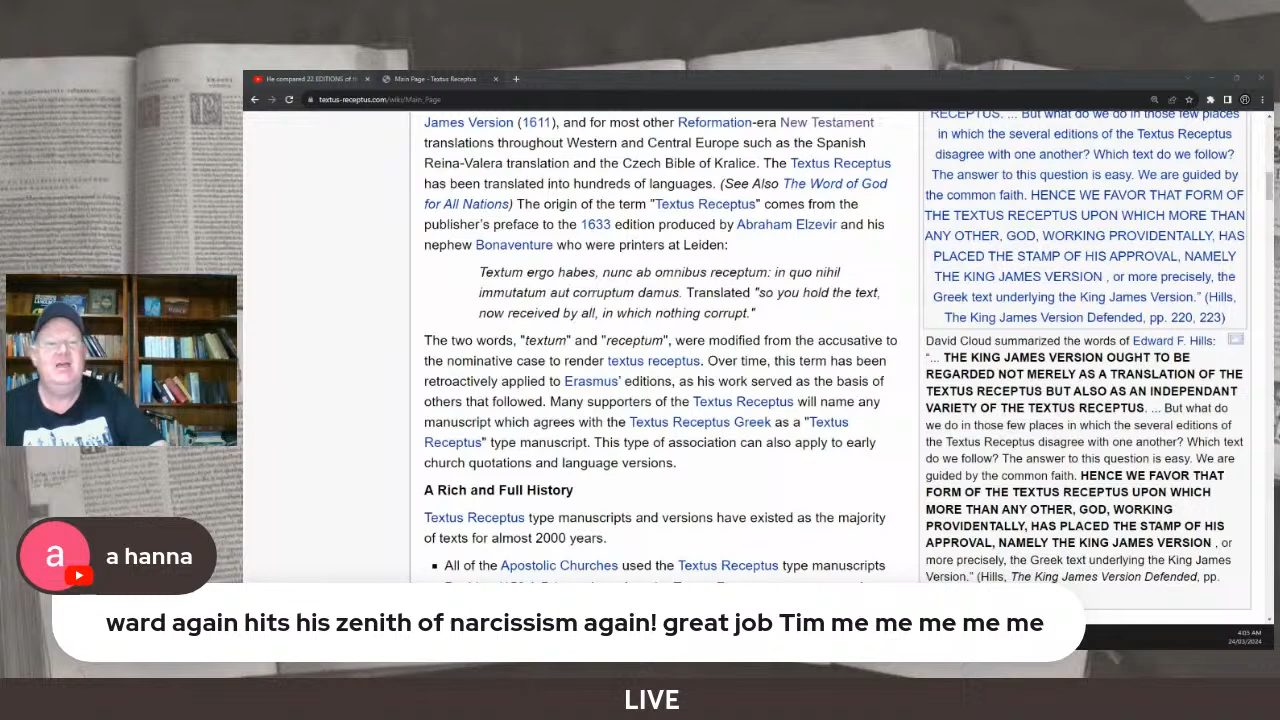 He compared 22 EDITIONS of t
Main Page - Textus Receptus
textus-receptus.com/wiki/Main_Page
James Version (1611), and for most other Reformation-era New Testament
translations throughout Western and Central Europe such as the Spanish
Reina-Valera translation and the Czech Bible of Kralice. The Textus Receptus
has been translated into hundreds of languages. (See Also The Word of God
for All Nations) The origin of the term "Textus Receptus" comes from the
publisher's preface to the 1633 edition produced by Abraham Elzevir and his
nephew Bonaventure who were printers at Leiden:
Textum ergo habes, nunc ab omnibus receptum: in quo nihil
immutatum aut corruptum damus. Translated "so you hold the text,
now received by all, in which nothing corrupt."
The two words, "textum" and "receptum", were modified from the accusative to
the nominative case to render textus receptus. Over time, this term has been
retroactively applied to Erasmus' editions, as his work served as the basis of
others that followed. Many supporters of the Textus Receptus will name any
manuscript which agrees with the Textus Receptus Greek as a "Textus
Receptus" type manuscript. This type of association can also apply to early
church quotations and language versions.
A Rich and Full History
Textus Receptus type manuscripts and versions have existed as the majority
of texts for almost 2000 years.
▪ All of the Apostolic Churches used the Textus Receptus type manuscripts
RECEPTUS. ... But what do we do in those few places
in which the several editions of the Textus Receptus
disagree with one another? Which text do we follow?
The answer to this question is easy. We are guided by
the common faith. HENCE WE FAVOR THAT FORM OF
THE TEXTUS RECEPTUS UPON WHICH MORE THAN
ANY OTHER, GOD, WORKING PROVIDENTIALLY, HAS
PLACED THE STAMP OF HIS APPROVAL, NAMELY
THE KING JAMES VERSION , or more precisely, the
Greek text underlying the King James Version." (Hills,
The King James Version Defended, pp. 220, 223)
David Cloud summarized the words of Edward F. Hills:
"... THE KING JAMES VERSION OUGHT TO BE
REGARDED NOT MERELY AS A TRANSLATION OF THE
TEXTUS RECEPTUS BUT ALSO AS AN INDEPENDANT
VARIETY OF THE TEXTUS RECEPTUS. ... But what do
we do in those few places in which the several editions of
the Textus Receptus disagree with one another? Which text
do we follow? The answer to this question is easy. We are
guided by the common faith. HENCE WE FAVOR THAT
FORM OF THE TEXTUS RECEPTUS UPON WHICH
MORE THAN ANY OTHER, GOD, WORKING
PROVIDENTIALLY, HAS PLACED THE STAMP OF HIS
APPROVAL, NAMELY THE KING JAMES VERSION , or
more precisely, the Greek text underlying the King James
Version." (Hills, The King James Version Defended, pp.
4:05 AM
24/03/2024
a
a hanna
ward again hits his zenith of narcissism again! great job Tim me me me me me
LIVE